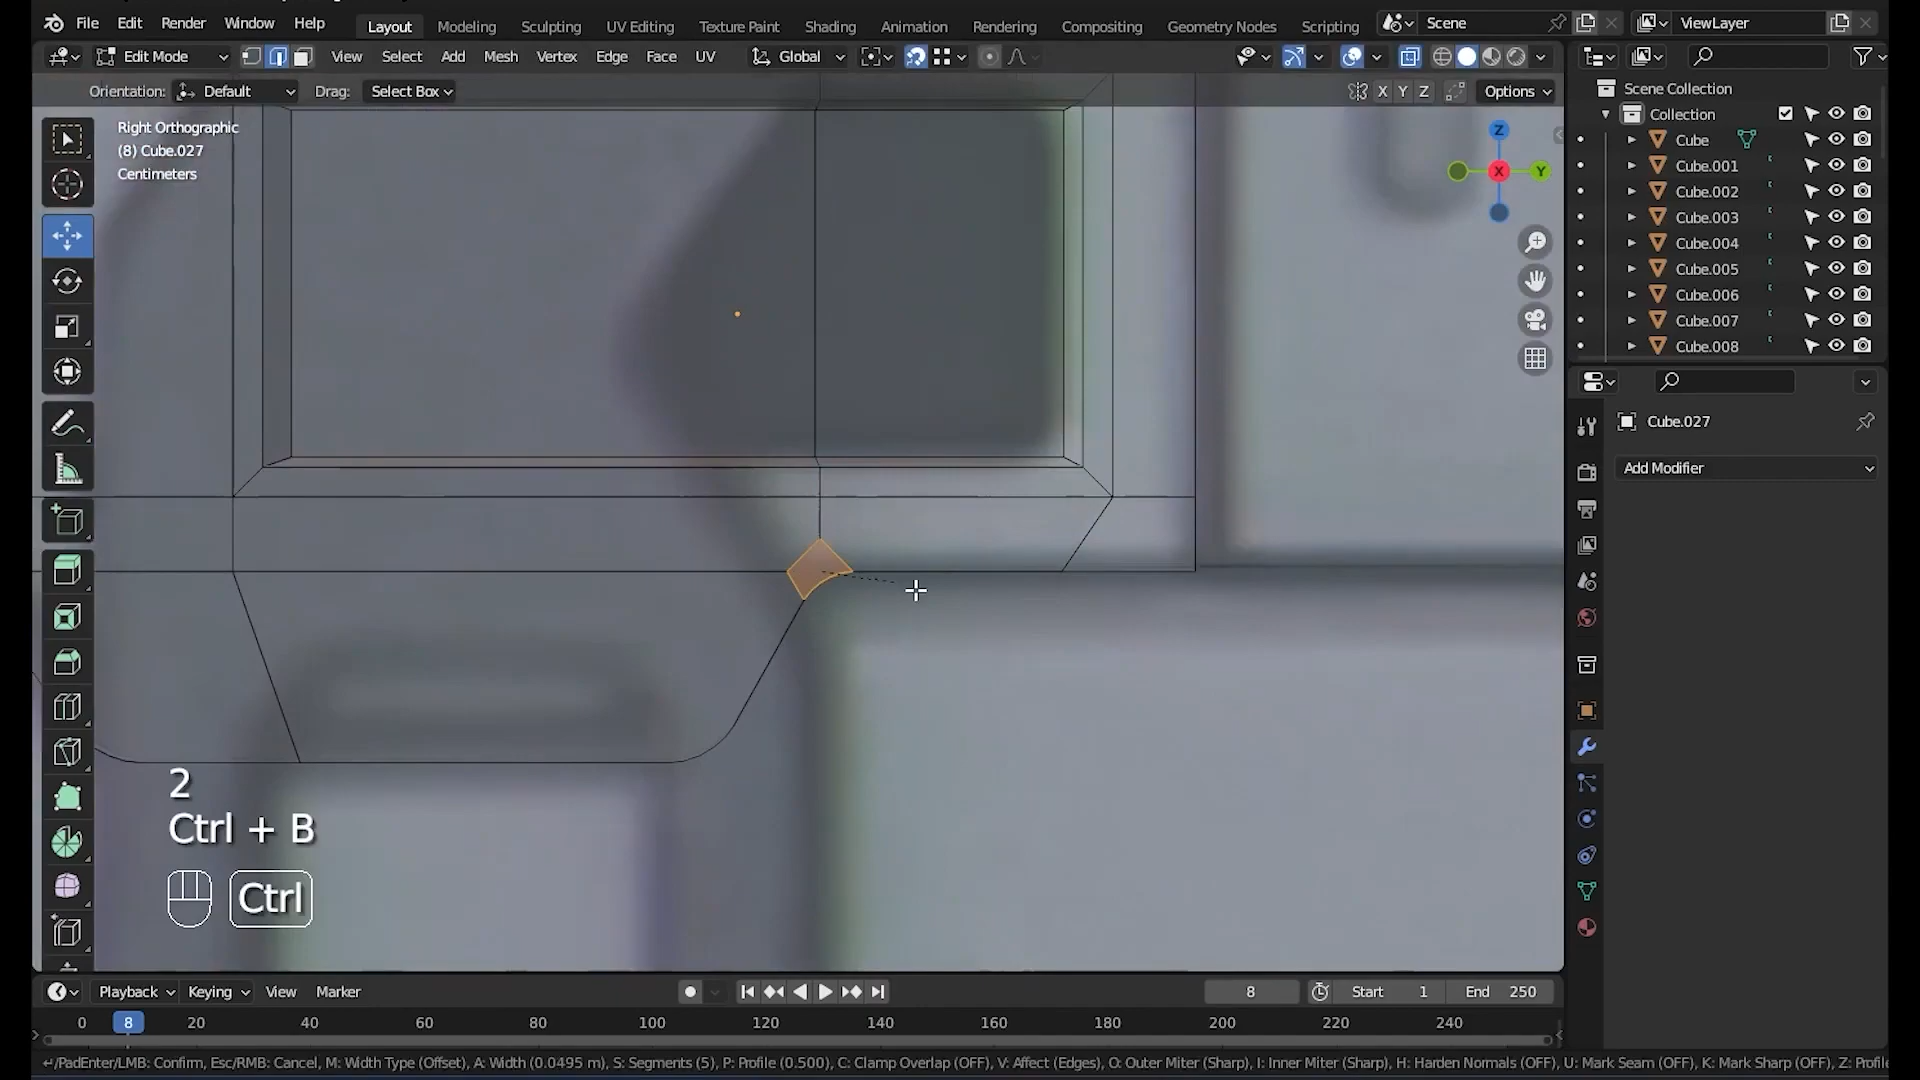 File Edit Render Window Help Layout Modeling Sculpting UV Editing Texture Paint Shading Animation Rendering Compositing Geometry Nodes Scripting Scene ViewLayer
Edit Mode View Select Add Mesh Vertex Edge Face UV Global
Orientation: Default Drag: Select Box X Y Z Options
Scene Collection
Collection
Cube
Cube.001
Cube.002
Cube.003
Cube.004
Cube.005
Cube.006
Cube.007
Cube.008
Right Orthographic
(8) Cube.027
Centimeters
Z
X
Y
Cube.027
Add Modifier
2
Ctrl + B
Ctrl
Playback Keying View Marker 8 Start 1 End 250
0 8 20 40 60 80 100 120 140 160 180 200 220 240
/PadEnter/LMB: Confirm, Esc/RMB: Cancel, M: Width Type (Offset), A: Width (0.0495 m), S: Segments (5), P: Profile (0.500), C: Clamp Overlap (OFF), V: Affect (Edges), O: Outer Miter (Sharp), I: Inner Miter (Sharp), H: Harden Normals (OFF), U: Mark Seam (OFF), K: Mark Sharp (OFF), Z: Profile